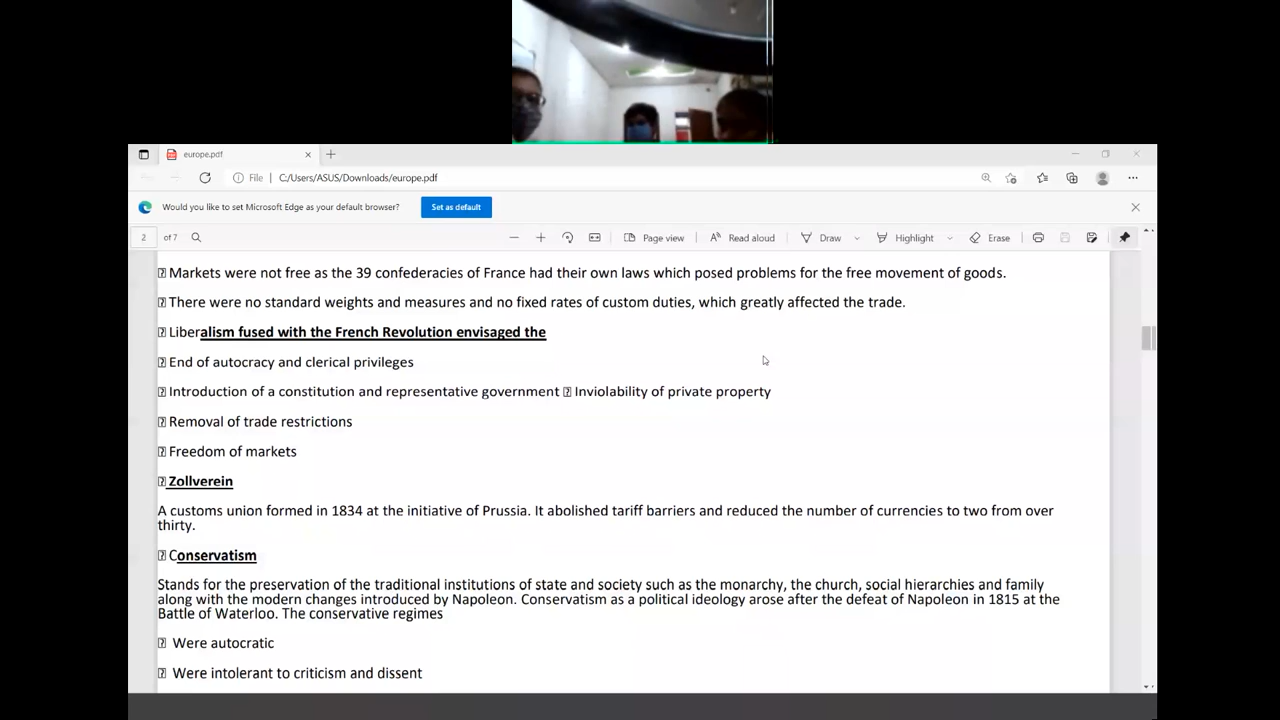 europe.pdf
File C:/Users/ASUS/Downloads/europe.pdf
Would you like to set Microsoft Edge as your default browser? Set as default
2 of 7 Page view Read aloud Draw Highlight Erase
Markets were not free as the 39 confederacies of France had their own laws which posed problems for the free movement of goods.
There were no standard weights and measures and no fixed rates of custom duties, which greatly affected the trade.
Liberalism fused with the French Revolution envisaged the
End of autocracy and clerical privileges
Introduction of a constitution and representative government Inviolability of private property
Removal of trade restrictions
Freedom of markets
Zollverein
A customs union formed in 1834 at the initiative of Prussia. It abolished tariff barriers and reduced the number of currencies to two from over
thirty.
Conservatism
Stands for the preservation of the traditional institutions of state and society such as the monarchy, the church, social hierarchies and family
along with the modern changes introduced by Napoleon. Conservatism as a political ideology arose after the defeat of Napoleon in 1815 at the
Battle of Waterloo. The conservative regimes
Were autocratic
Were intolerant to criticism and dissent